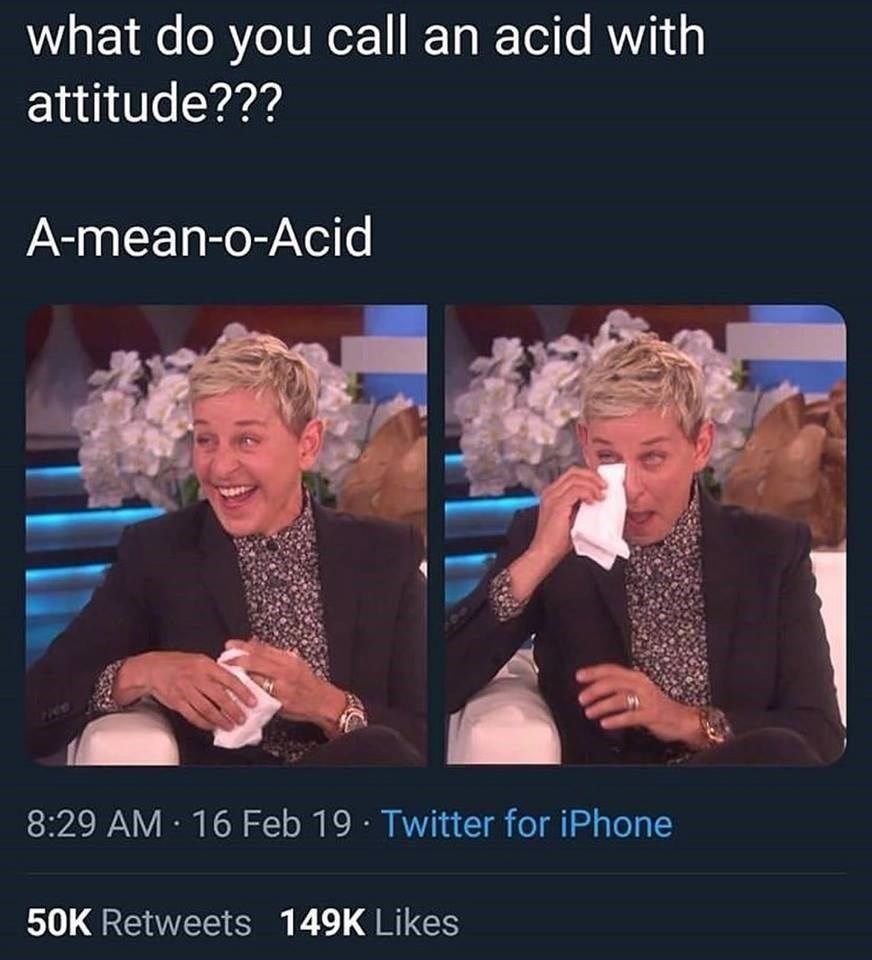 what do you call an acid with
attitude???
A-mean-o-Acid
8:29 AM · 16 Feb 19 · Twitter for iPhone
50K Retweets 149K Likes